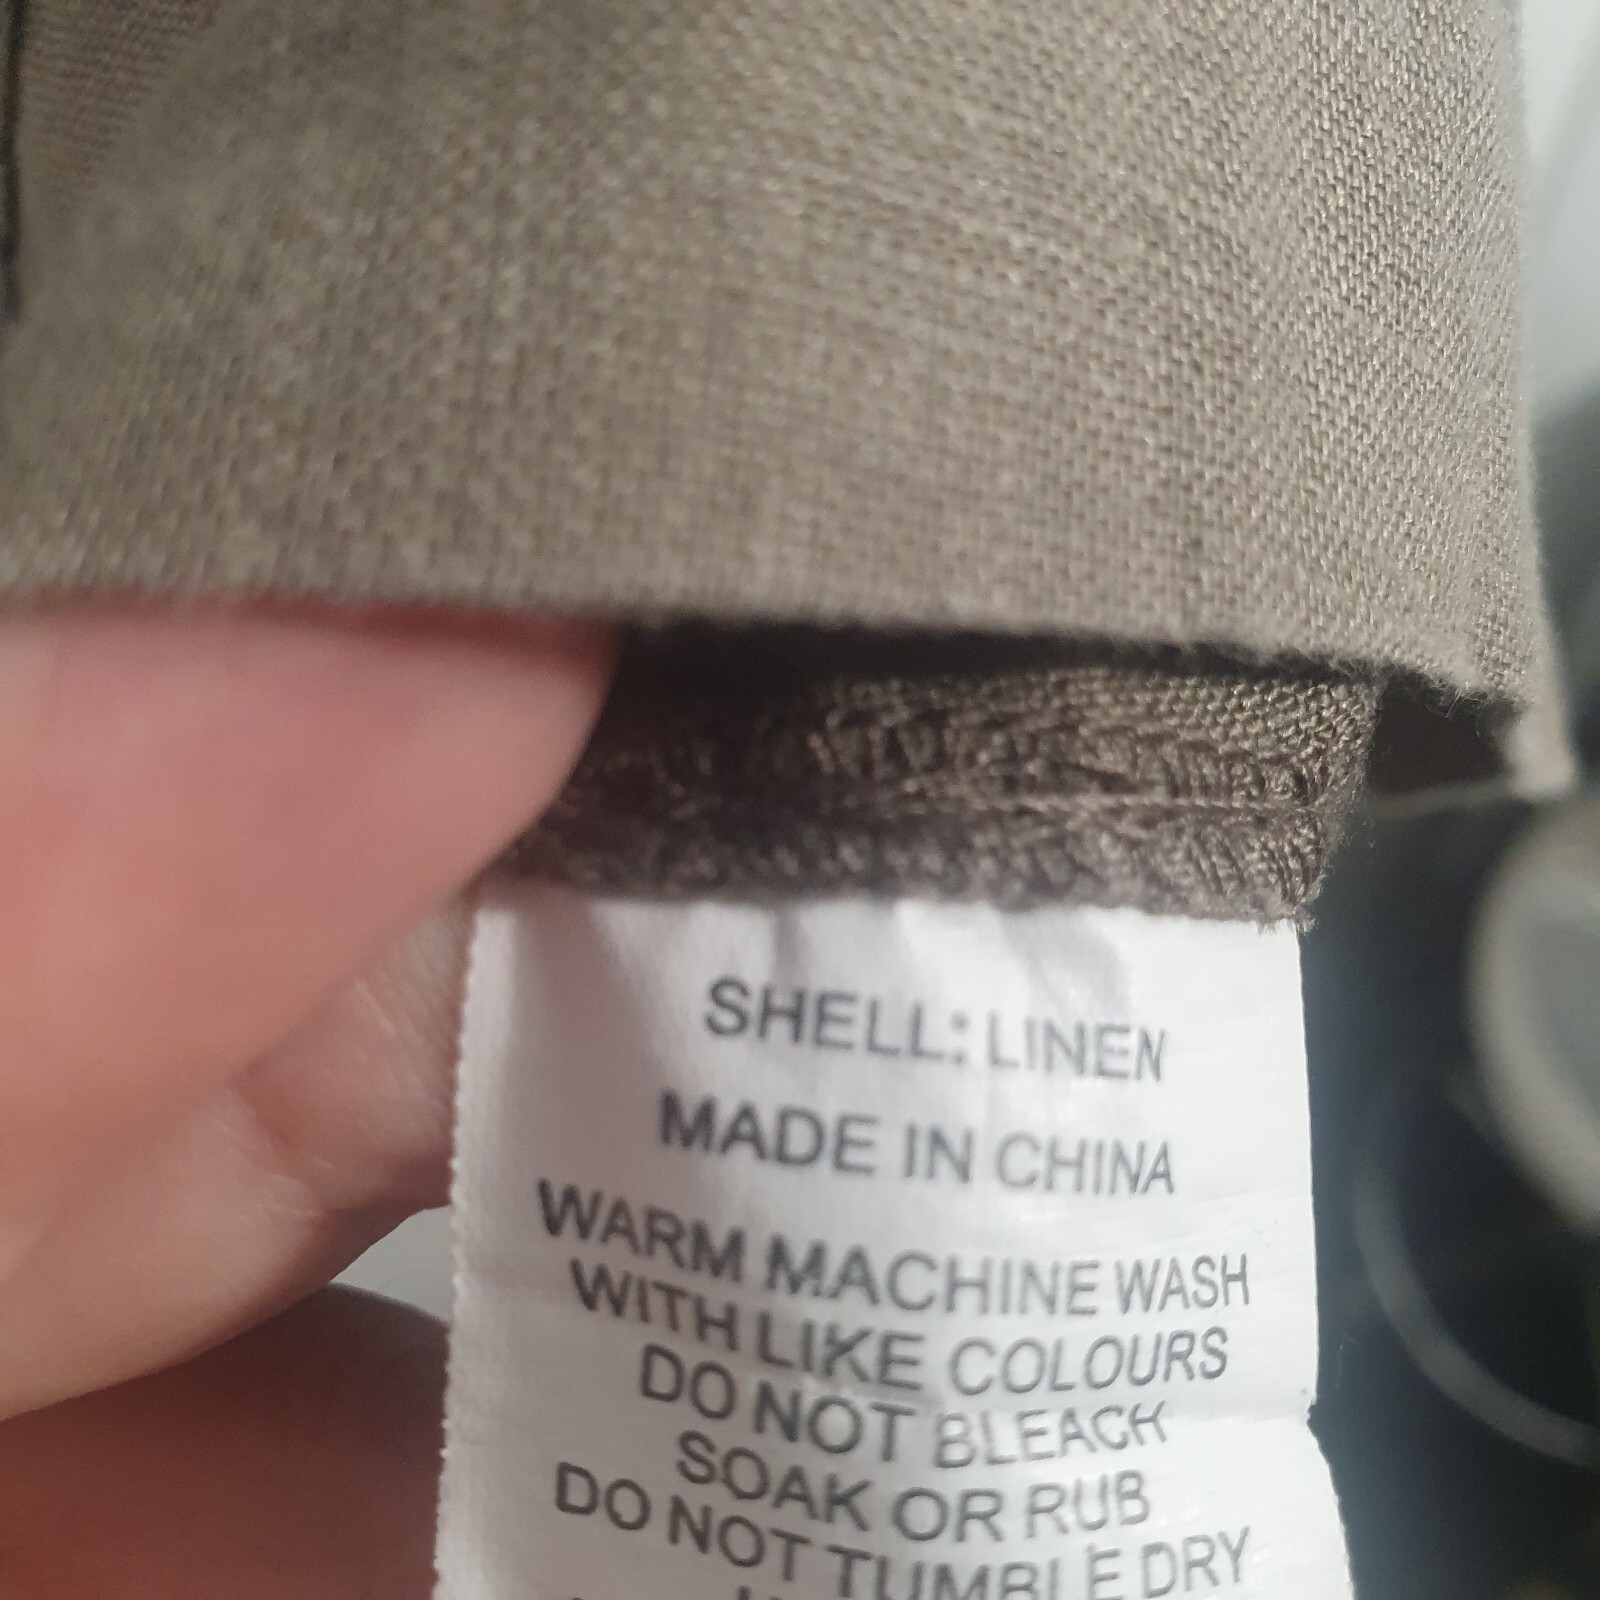 SHELL: LINEN
MADE IN CHINA
WARM MACHINE WASH
WITH LIKE COLOURS
DO NOT BLEACH
SOAK OR RUB
DO NOT TUMBLE DRY